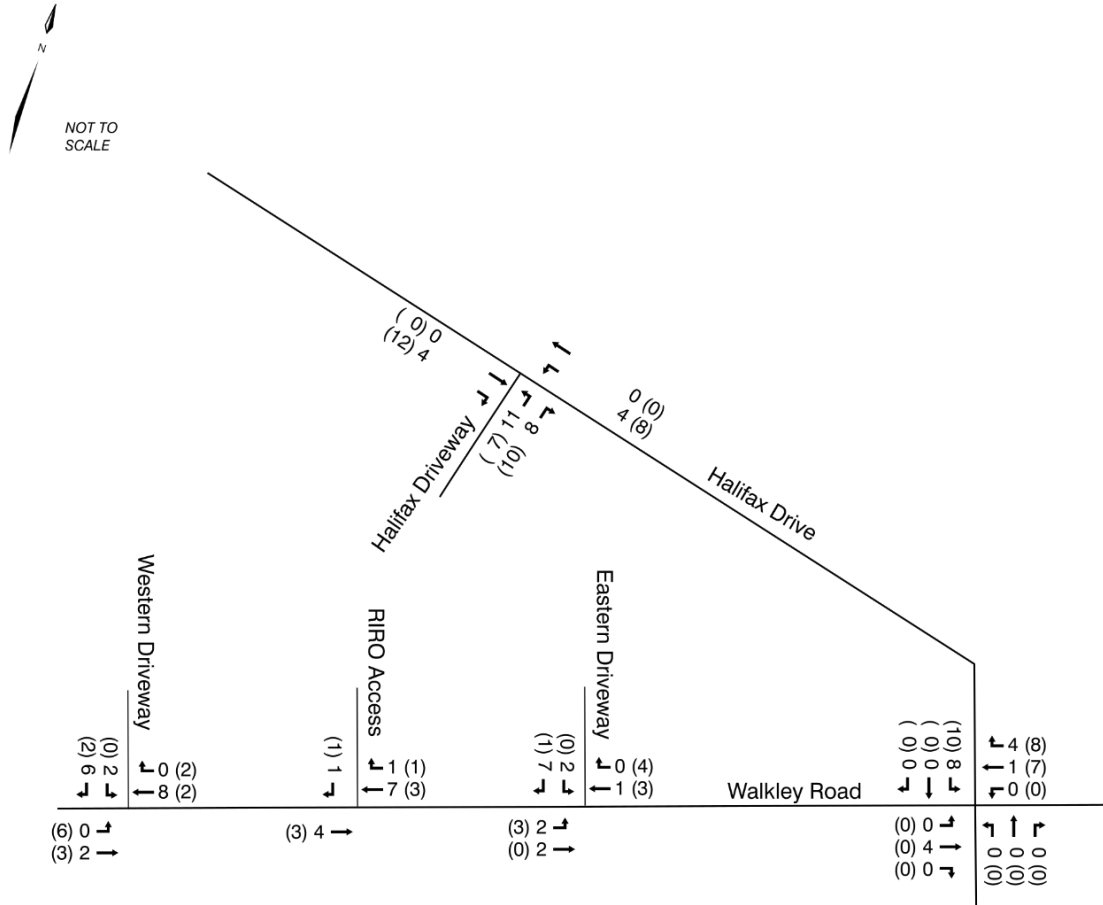 N
NOT TO
SCALE
( 0) 0
(12) 4
0 (0)
4 (8)
( 7) 11
(10) 8
Halifax Driveway
Halifax Drive
Western Driveway
RIRO Access
Eastern Driveway
(2) 6
(0) 2
0 (2)
8 (2)
(1) 1
1 (1)
7 (3)
(1) 7
(0) 2
0 (4)
1 (3)
Walkley Road
( 0) 0
( 0) 0
(10) 8
4 (8)
1 (7)
0 (0)
(6) 0
(3) 2
(3) 4
(3) 2
(0) 2
(0) 0
(0) 4
(0) 0
0 (0)
0 (0)
0 (0)